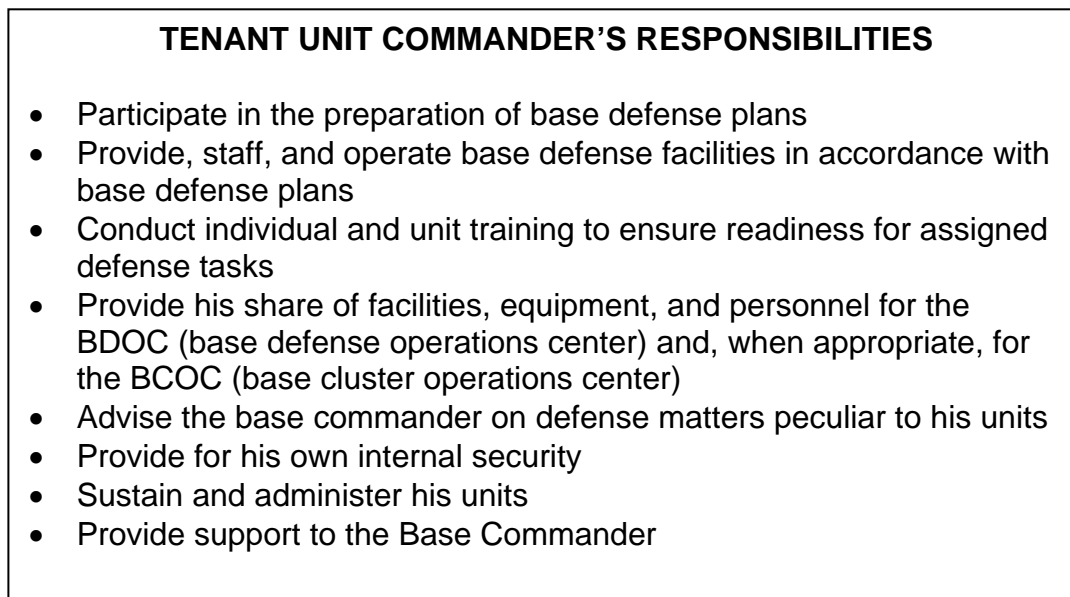 TENANT UNIT COMMANDER’S RESPONSIBILITIES
• Participate in the preparation of base defense plans
• Provide, staff, and operate base defense facilities in accordance with
base defense plans
• Conduct individual and unit training to ensure readiness for assigned
defense tasks
• Provide his share of facilities, equipment, and personnel for the
BDOC (base defense operations center) and, when appropriate, for
the BCOC (base cluster operations center)
• Advise the base commander on defense matters peculiar to his units
• Provide for his own internal security
• Sustain and administer his units
• Provide support to the Base Commander